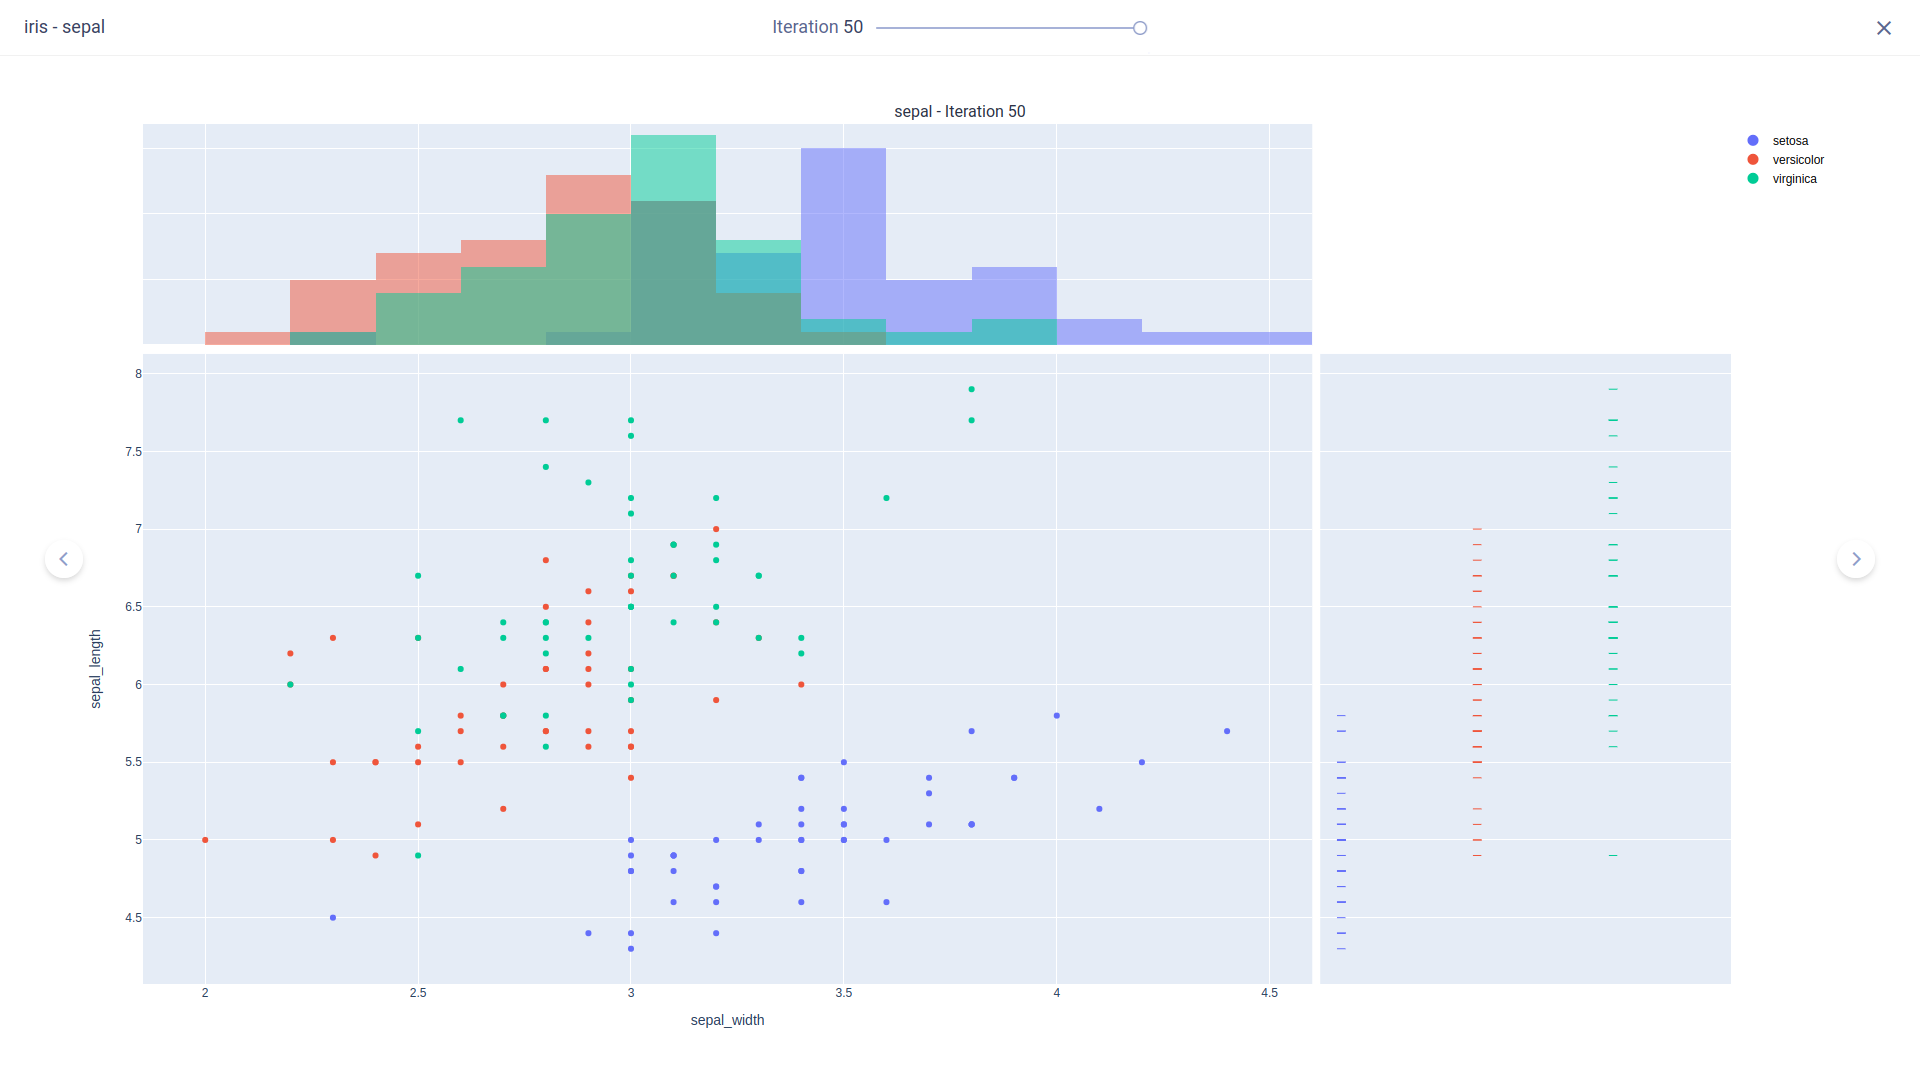 iris - sepal
Iteration 50
sepal - Iteration 50
setosa
versicolor
virginica
8
7.5
7
6.5
6
5.5
5
4.5
sepal_length
2 2.5 3 3.5 4 4.5
sepal_width